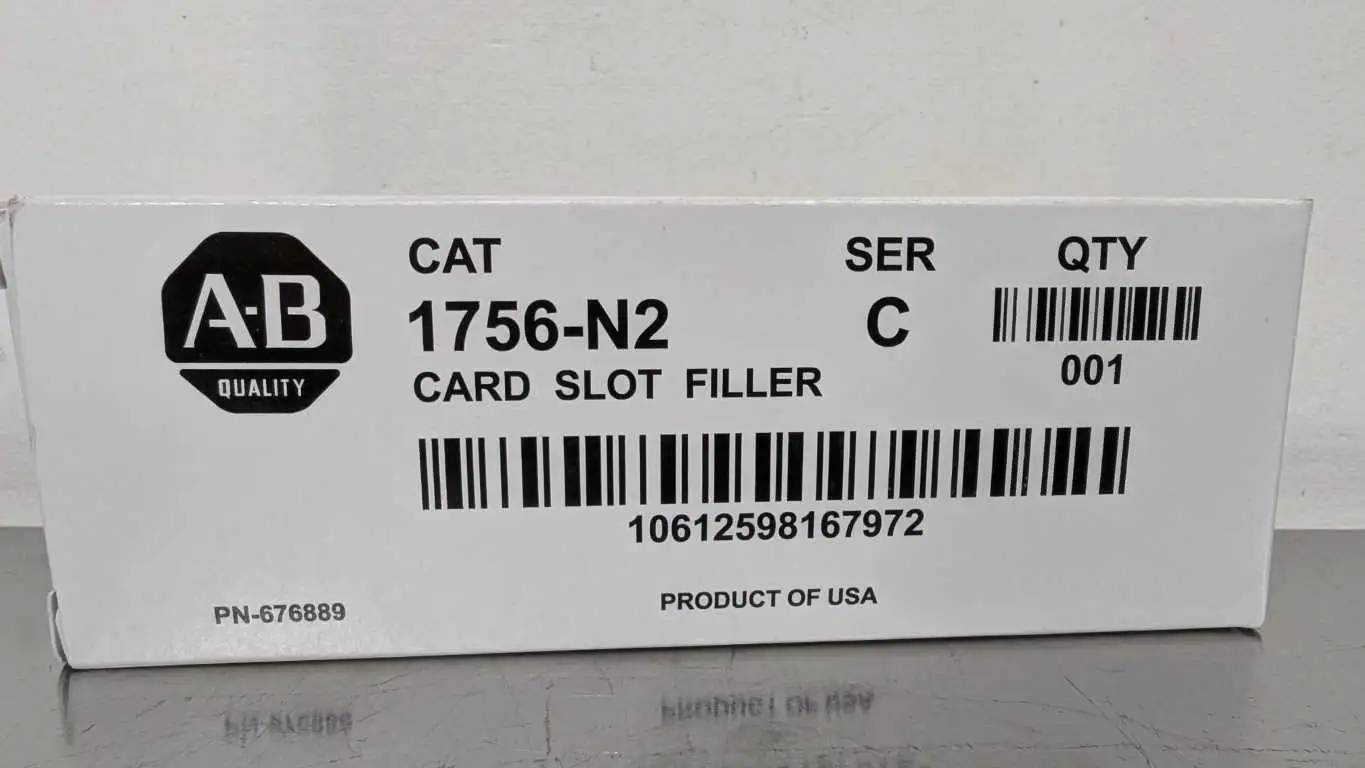 A-B
QUALITY
CAT
1756-N2
CARD SLOT FILLER
SER
C
QTY
001
10612598167972
PN-676889
PRODUCT OF USA